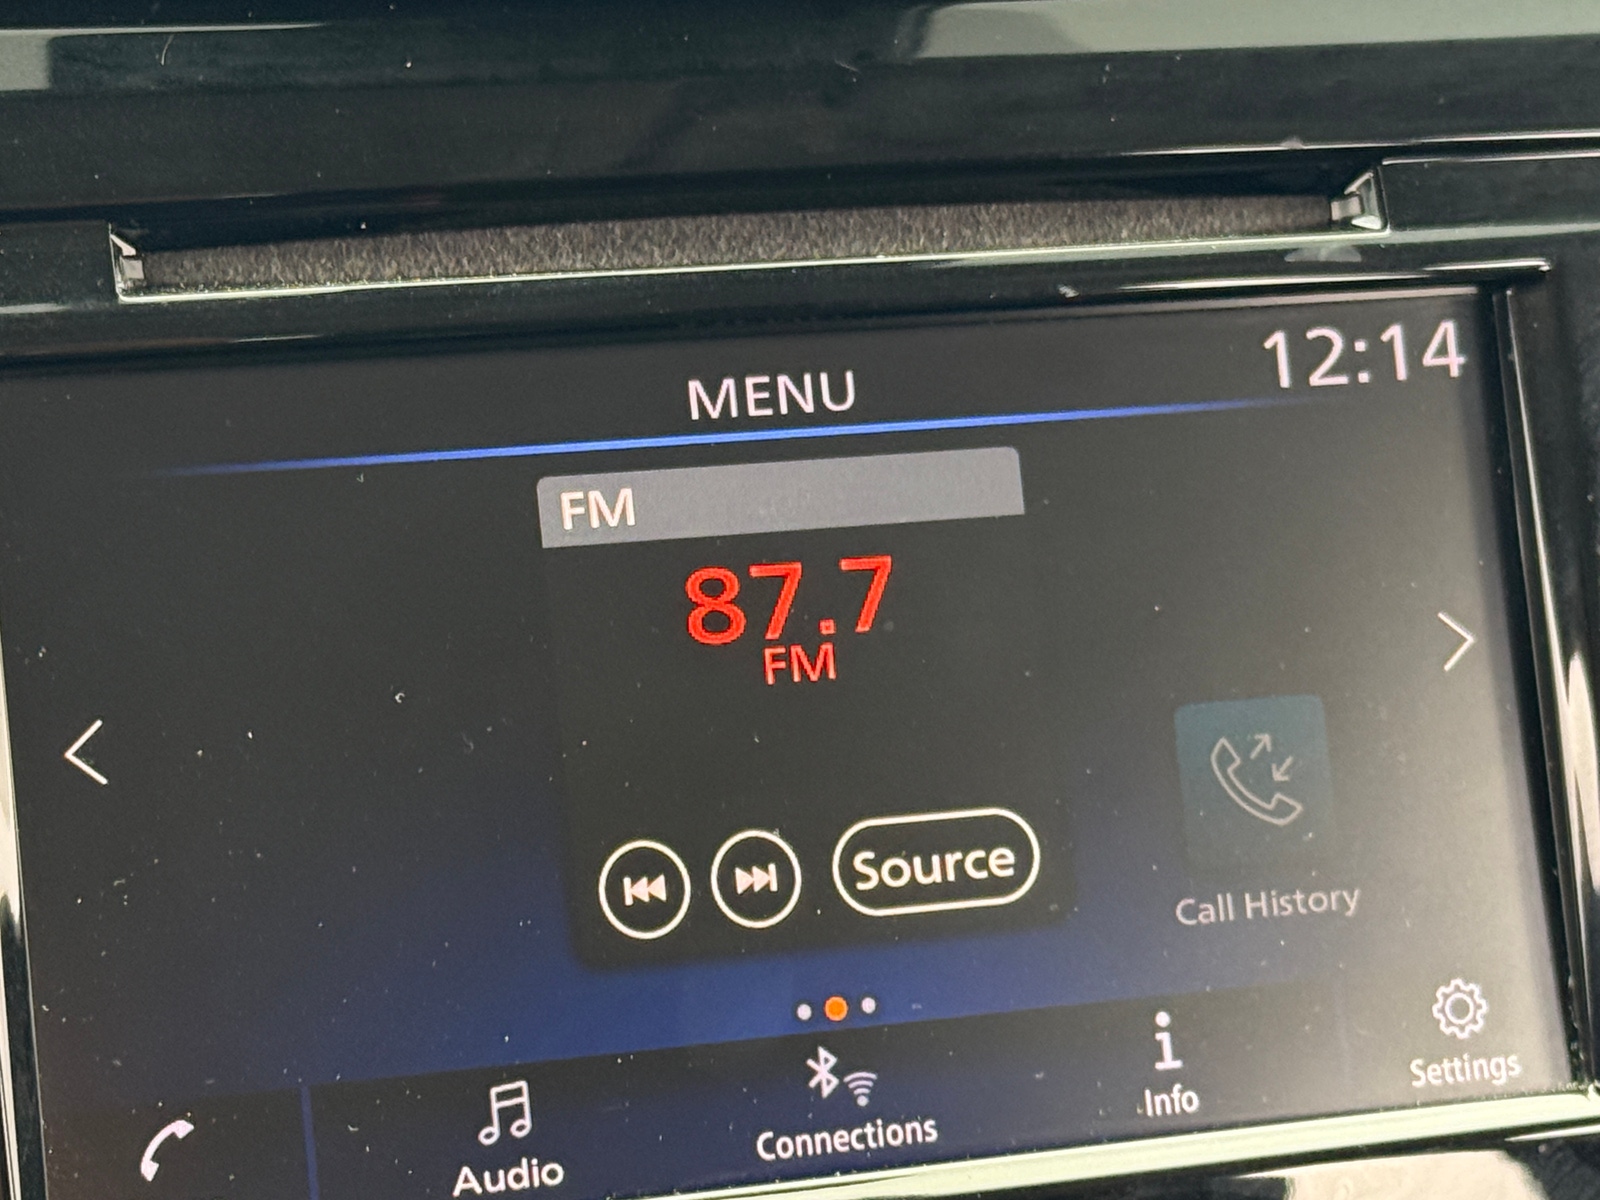 12:14
MENU
FM
87.7
FM
Source
Call History
Settings
Info
Connections
Audio